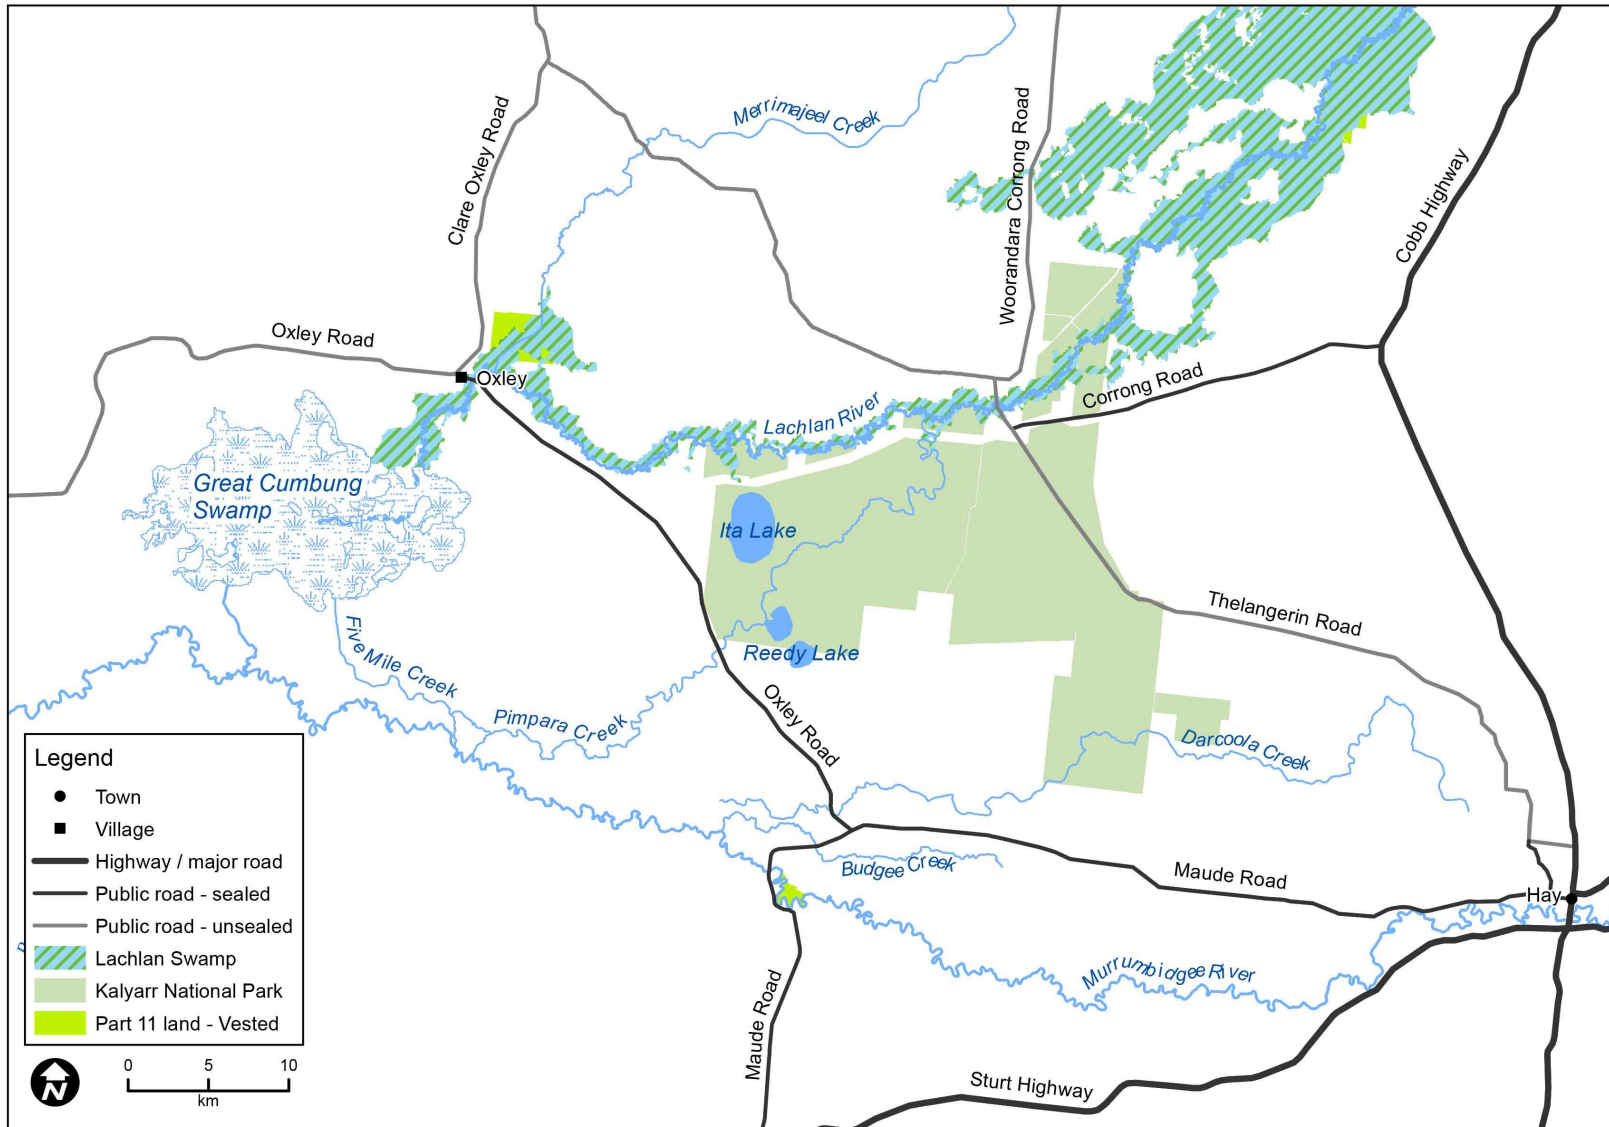 Merrimajeel Creek
Clare Oxley Road
Woorandara Corrong Road
Cobb Highway
Oxley Road
Oxley
Corrong Road
Lachlan River
Great Cumbung
Swamp
Ita Lake
Thelangerin Road
Five Mile Creek
Reedy Lake
Pimpara Creek
Oxley Road
Darcoola Creek
Budgee Creek
Maude Road
Hay
Murrumbidgee River
Maude Road
Sturt Highway
Legend
Town
Village
Highway / major road
Public road - sealed
Public road - unsealed
Lachlan Swamp
Kalyarr National Park
Part 11 land - Vested
N
0 5 10
km